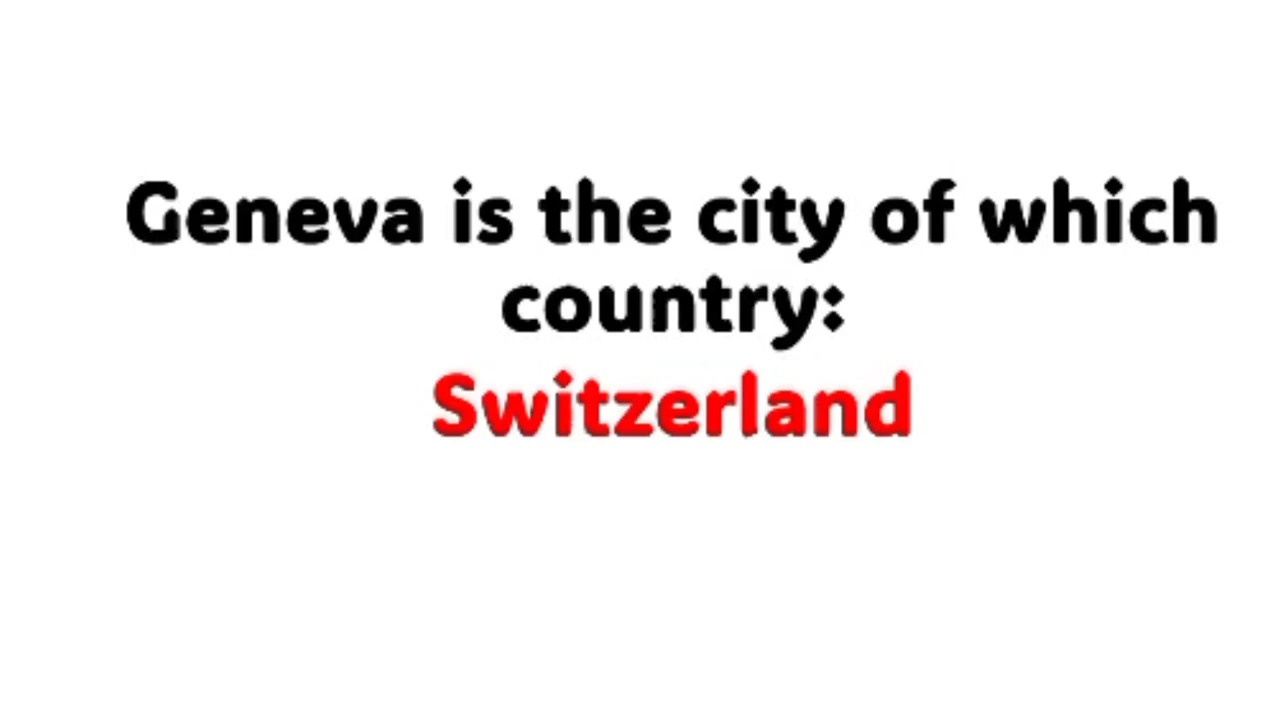 Geneva is the city of which
country:
Switzerland